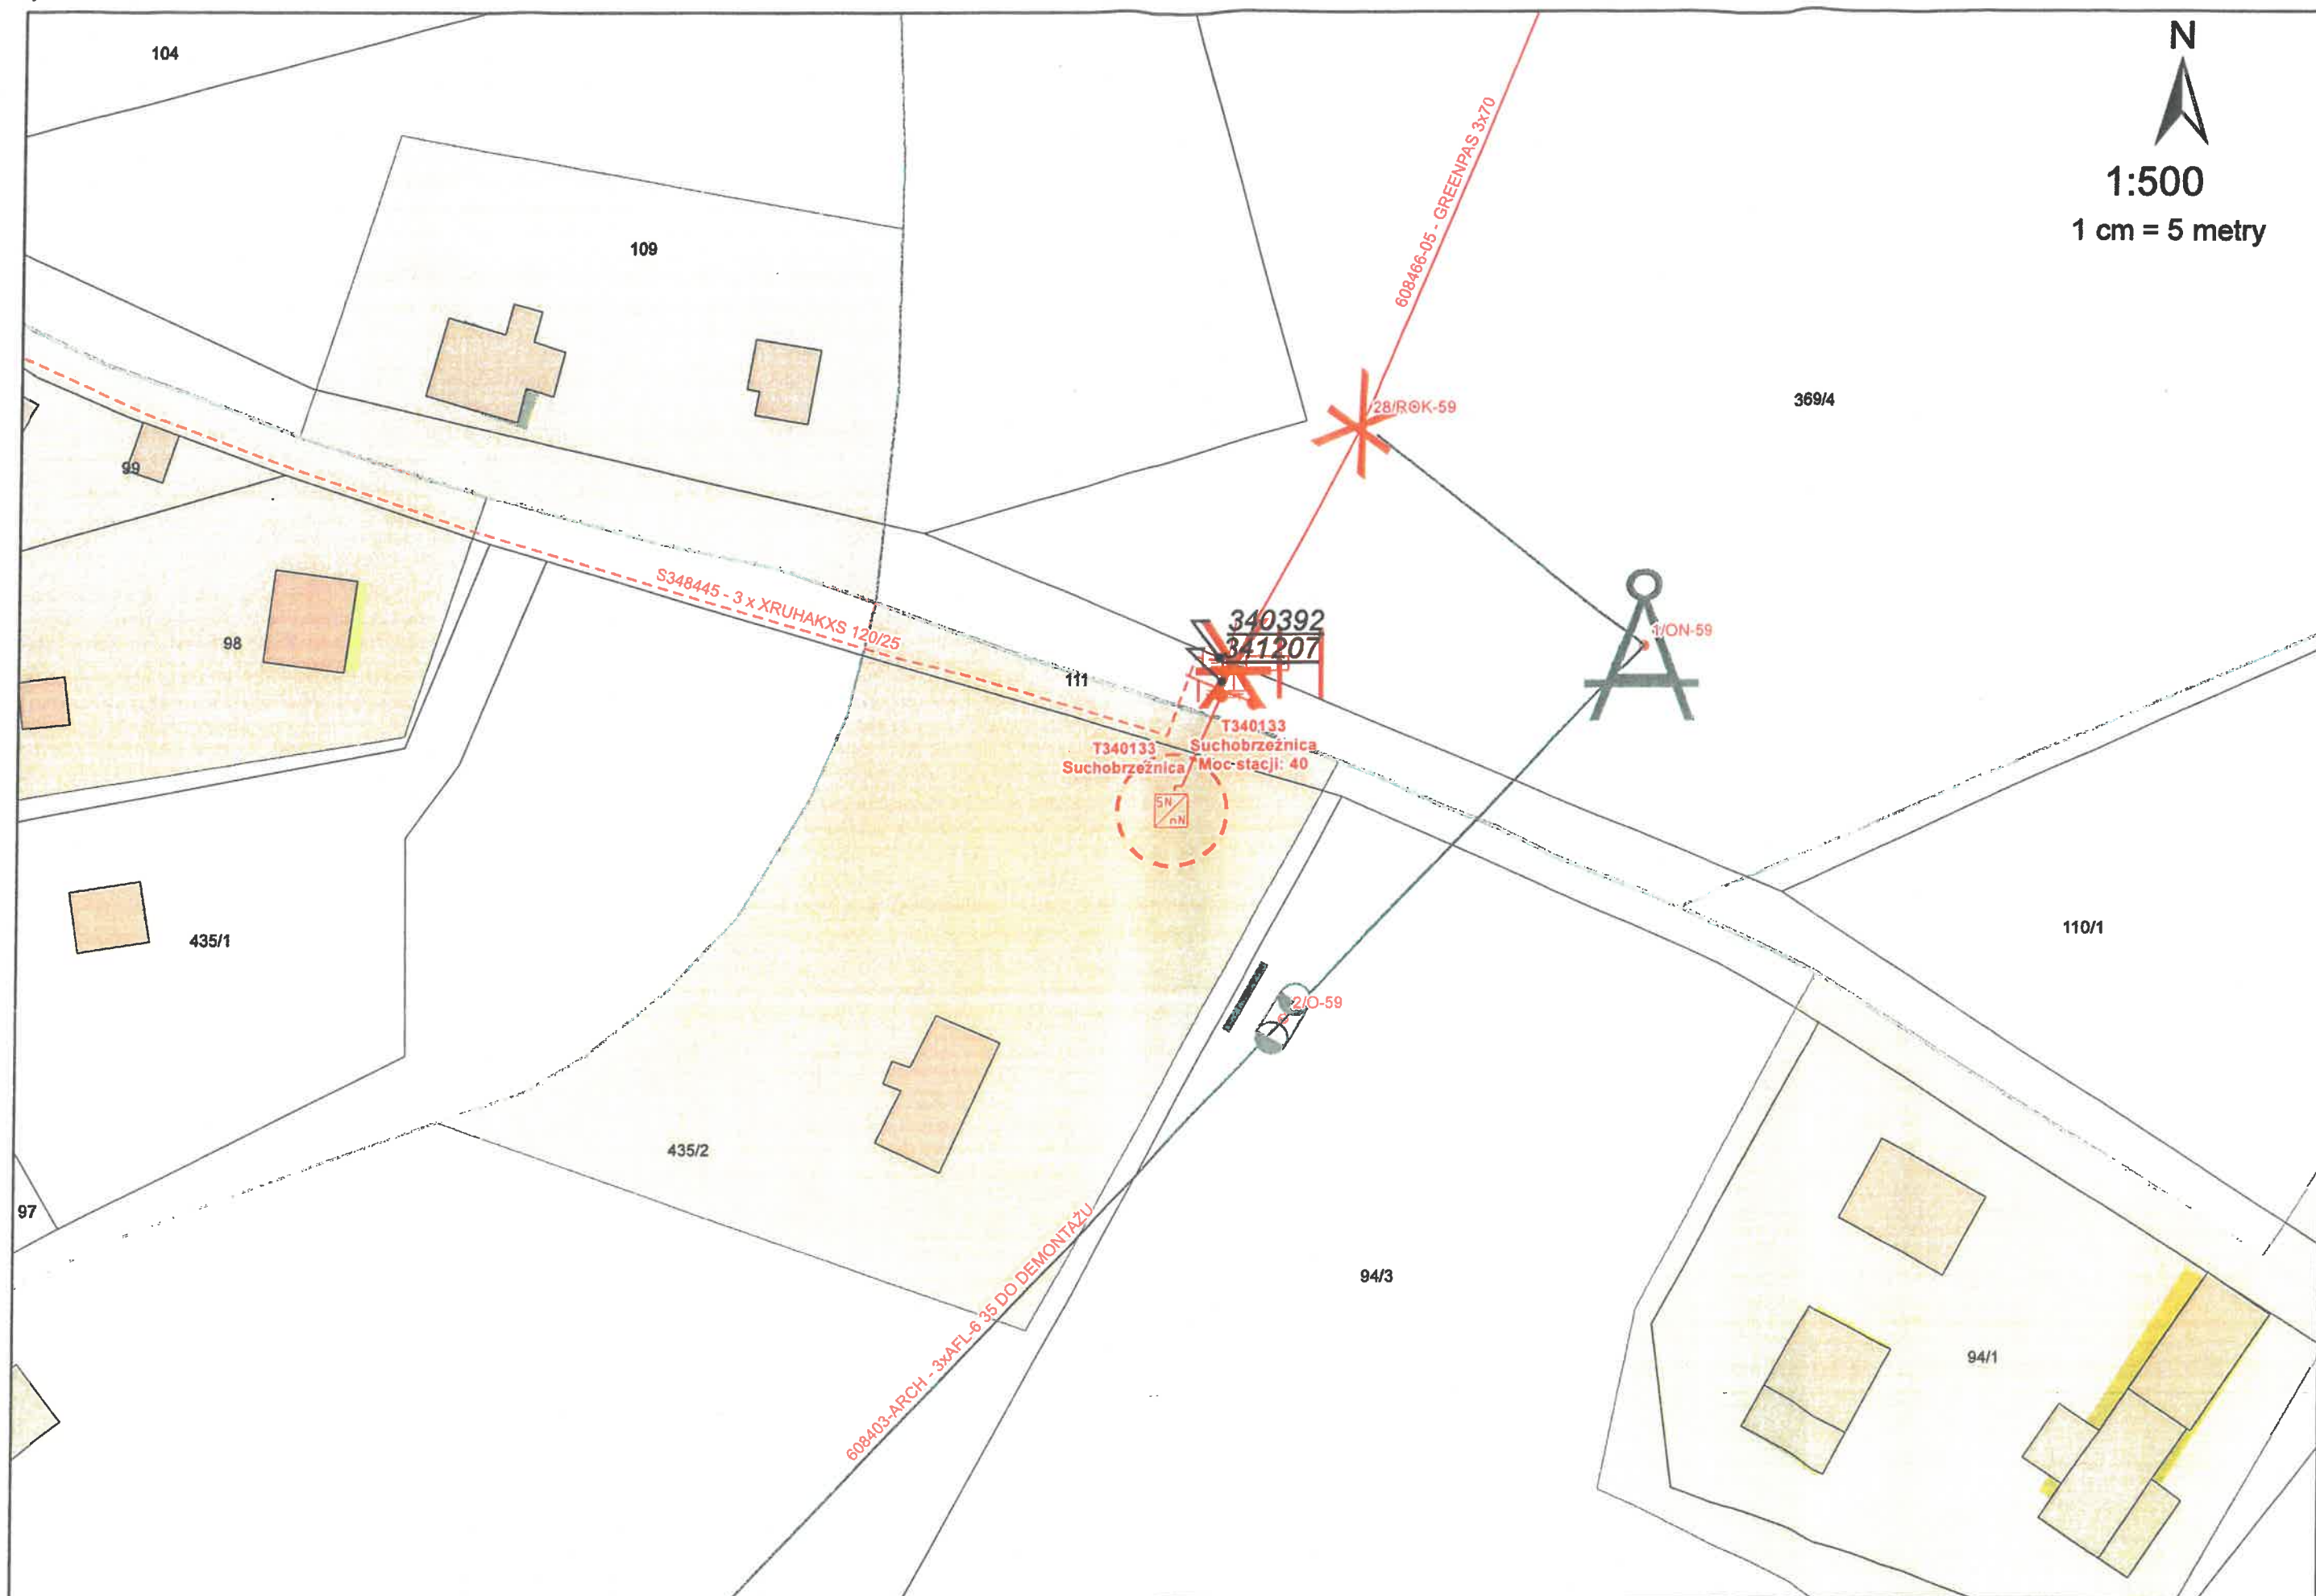 104
N
1:500
1 cm = 5 metry
608466-05 - GREENPAS 3x70
109
369/4
28/ROK-59
99
S348445 - 3 x XRUHAKXS 120/25
340392
341207
1/ON-59
98
111
T340133
Suchobrzeźnica
Moc stacji: 40
T340133
Suchobrzeźnica
SN
nN
435/1
110/1
2/O-59
435/2
97
608403-ARCH - 3xAFL-6 35 DO DEMONTAŻU
94/3
94/1